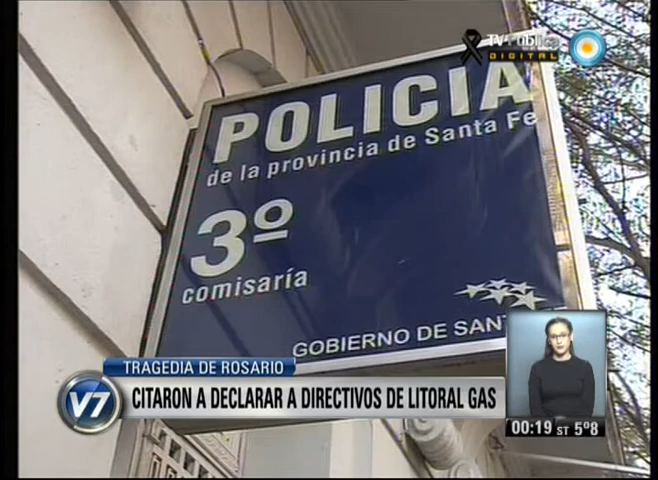 TV Pública
DIGITAL
POLICIA
de la provincia de Santa Fe
3º
comisaría
GOBIERNO DE SAN
TRAGEDIA DE ROSARIO
V7
CITARON A DECLARAR A DIRECTIVOS DE LITORAL GAS
00:19 ST 5º8